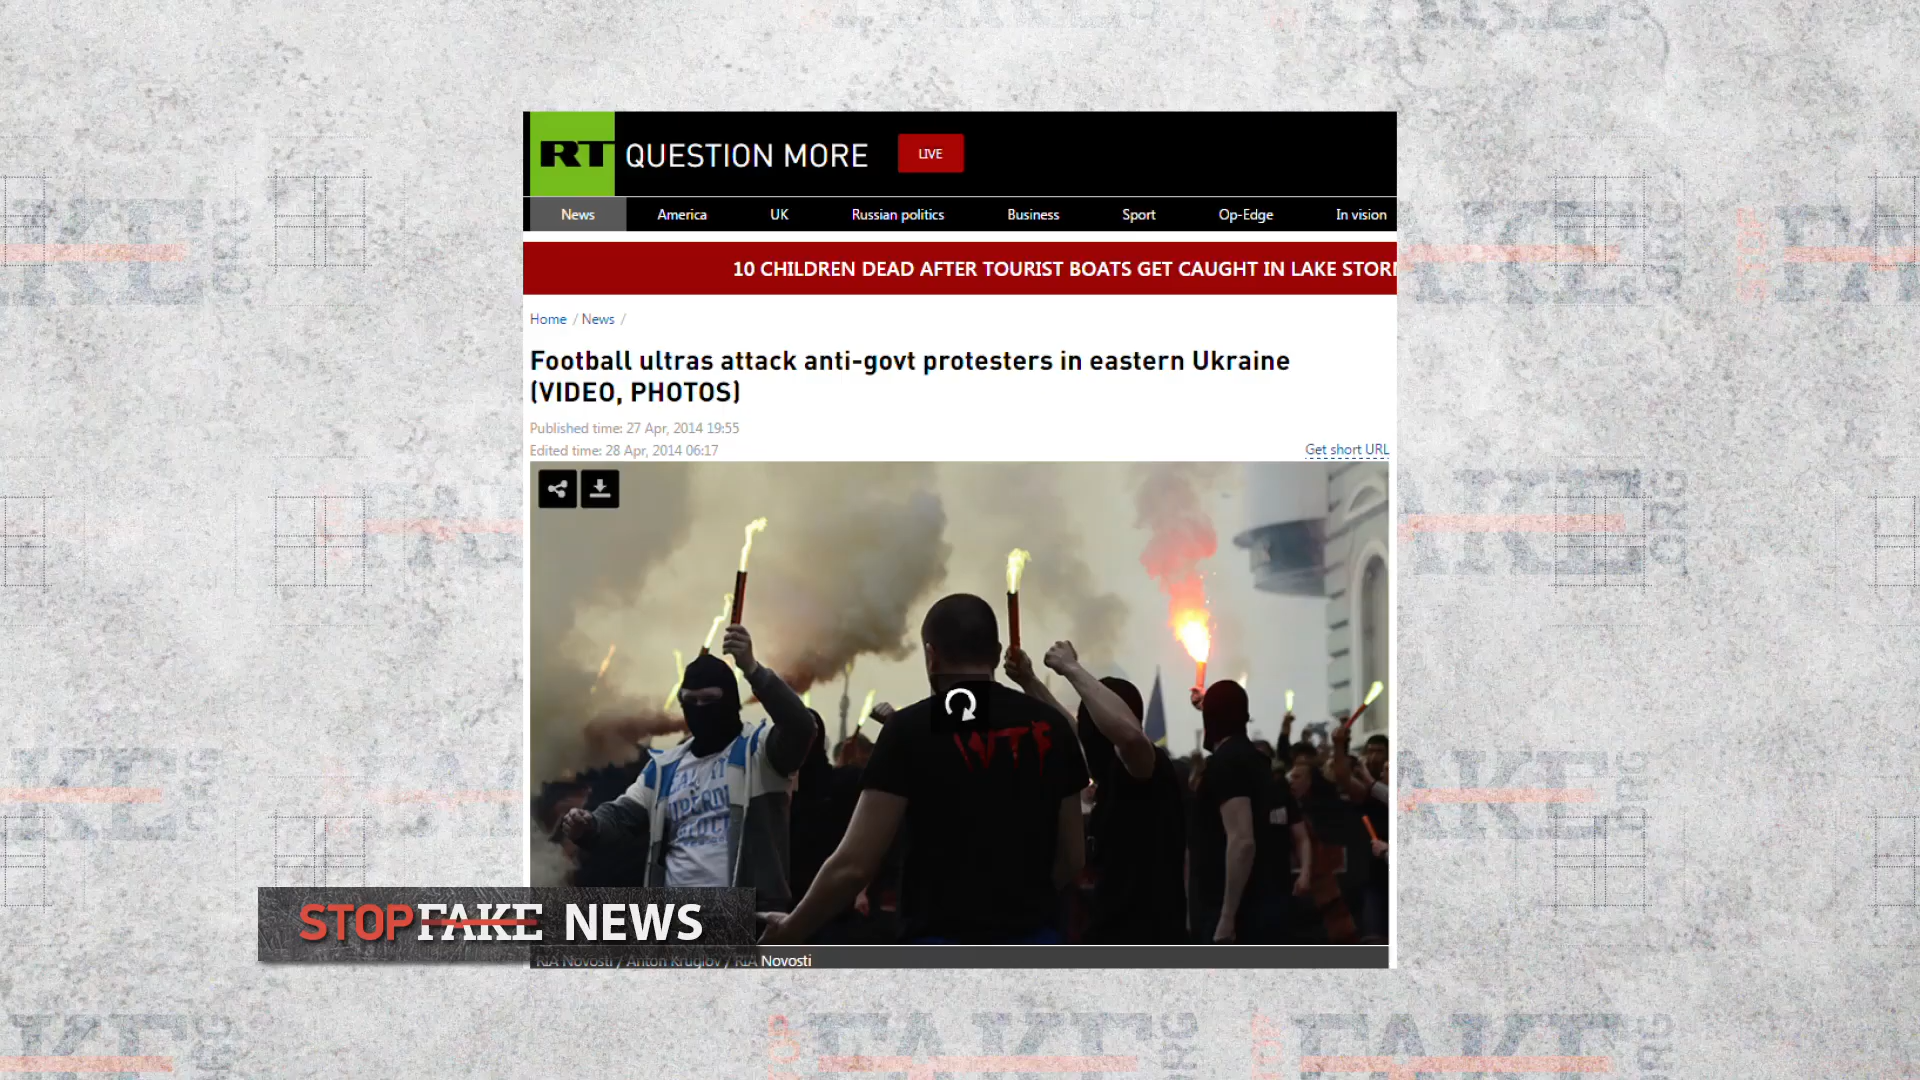 RT QUESTION MORE LIVE
News America UK Russian politics Business Sport Op-Edge In vision
10 CHILDREN DEAD AFTER TOURIST BOATS GET CAUGHT IN LAKE STOR
Home / News /
Football ultras attack anti-govt protesters in eastern Ukraine
(VIDEO, PHOTOS)
Published time: 27 Apr, 2014 19:55
Edited time: 28 Apr, 2014 06:17
Get short URL
WTF
STOPFAKE NEWS
RIA Novosti / Anton Kruglov / RIA Novosti